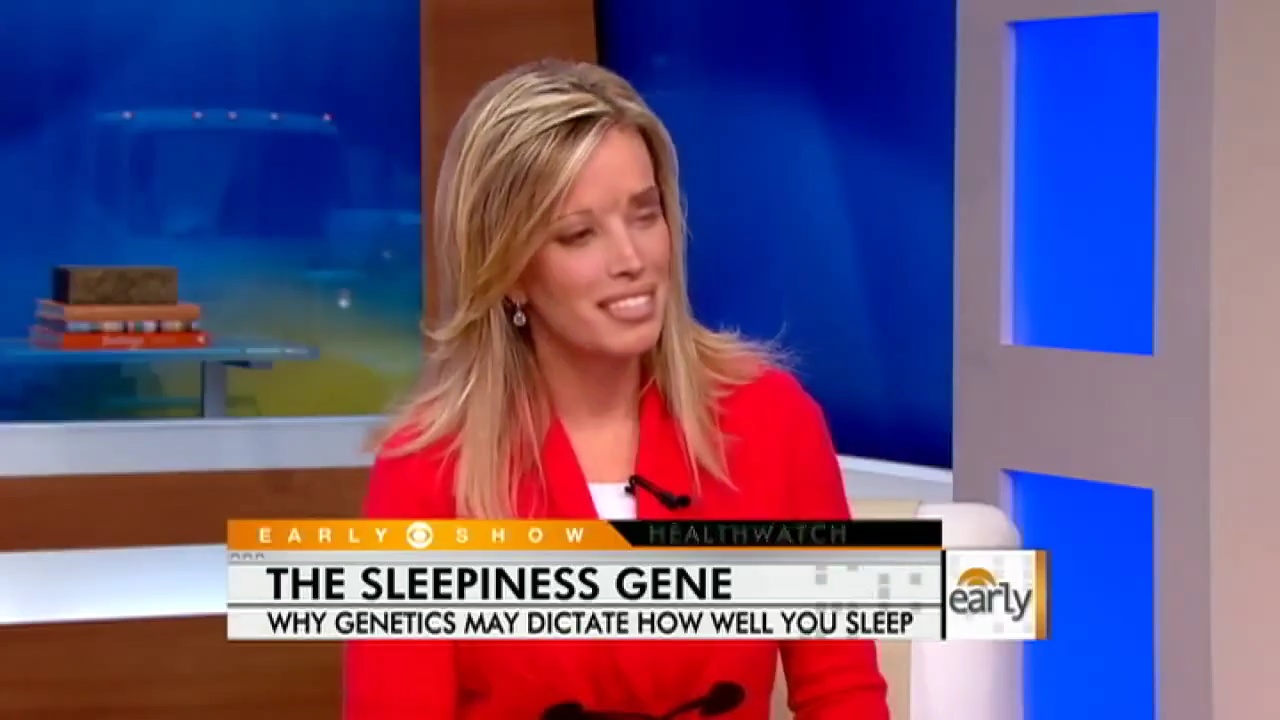 EARLY SHOW HEALTHWATCH
THE SLEEPINESS GENE
WHY GENETICS MAY DICTATE HOW WELL YOU SLEEP
early